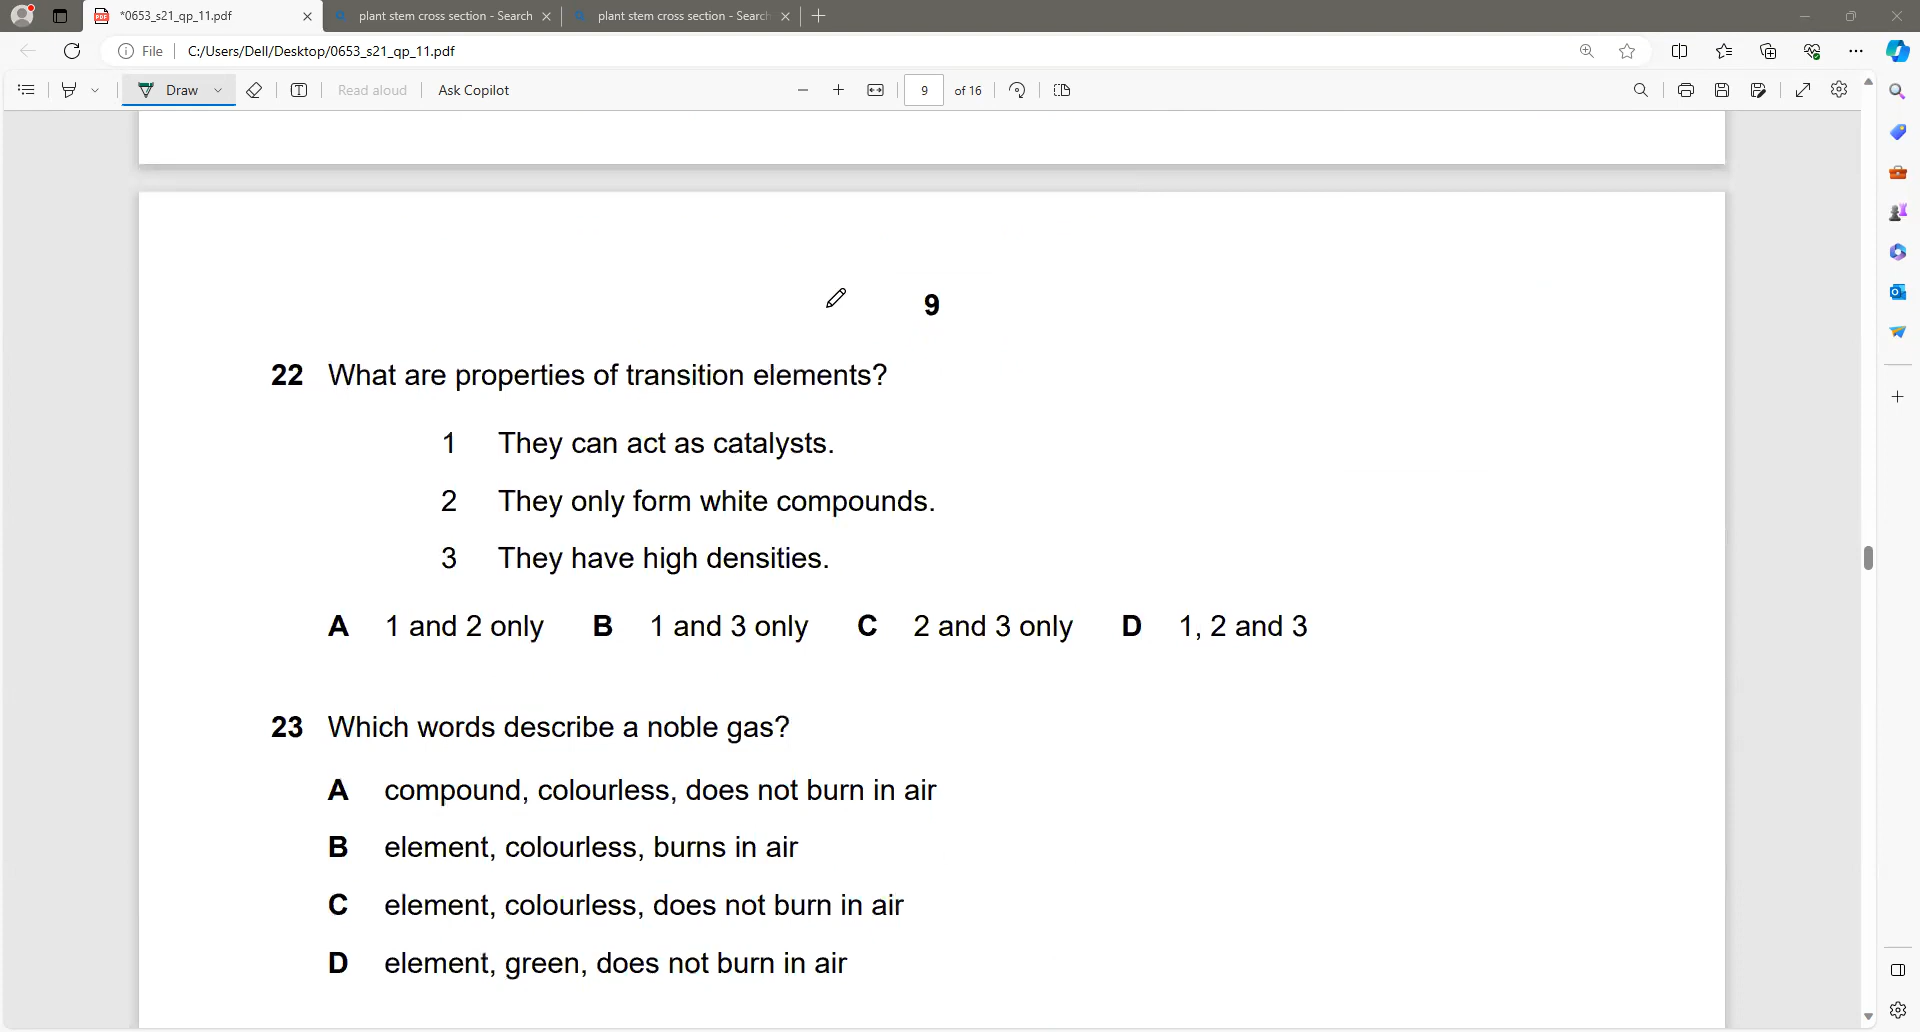 *0653_s21_qp_11.pdf
plant stem cross section - Search
plant stem cross section - Search
File
C:/Users/Dell/Desktop/0653_s21_qp_11.pdf
Draw
Read aloud
Ask Copilot
9
of 16
9
22 What are properties of transition elements?
1 They can act as catalysts.
2 They only form white compounds.
3 They have high densities.
A 1 and 2 only B 1 and 3 only C 2 and 3 only D 1, 2 and 3
23 Which words describe a noble gas?
A compound, colourless, does not burn in air
B element, colourless, burns in air
C element, colourless, does not burn in air
D element, green, does not burn in air